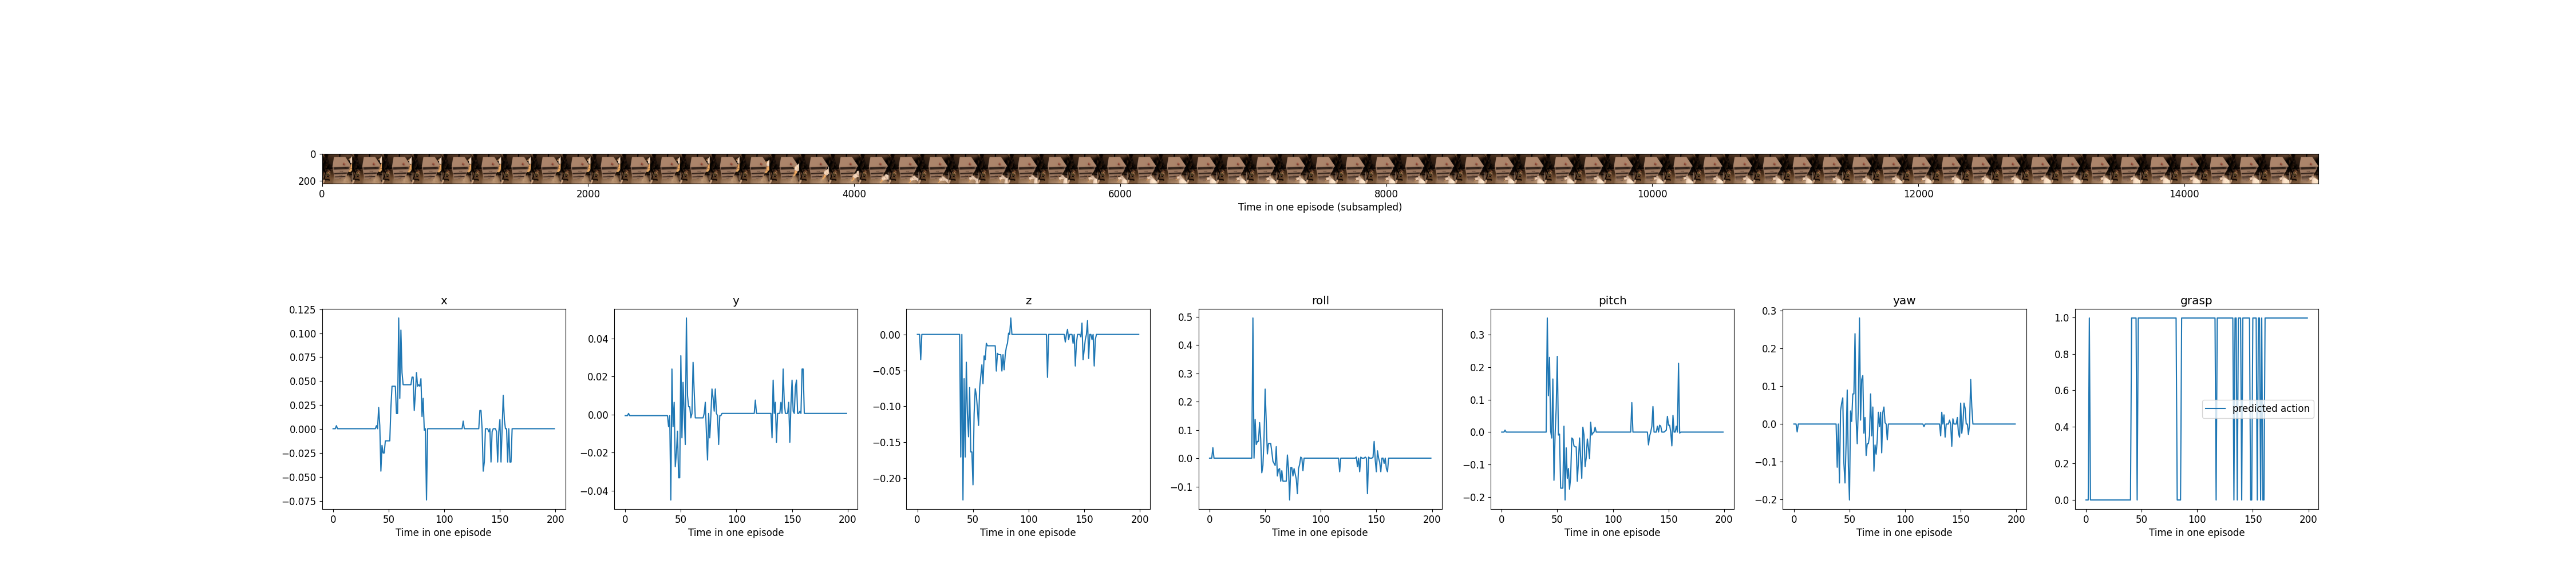 0
200
0 2000 4000 6000 8000 10000 12000 14000
Time in one episode (subsampled)
x y z roll pitch yaw grasp
0.125
0.100
0.075
0.050
0.025
0.000
−0.025
−0.050
−0.075
0 50 100 150 200
Time in one episode
0.04
0.02
0.00
−0.02
−0.04
0 50 100 150 200
Time in one episode
0.00
−0.05
−0.10
−0.15
−0.20
0 50 100 150 200
Time in one episode
0.5
0.4
0.3
0.2
0.1
0.0
−0.1
0 50 100 150 200
Time in one episode
0.3
0.2
0.1
0.0
−0.1
−0.2
0 50 100 150 200
Time in one episode
0.3
0.2
0.1
0.0
−0.1
−0.2
0 50 100 150 200
Time in one episode
1.0
0.8
0.6
0.4
0.2
0.0
predicted action
0 50 100 150 200
Time in one episode